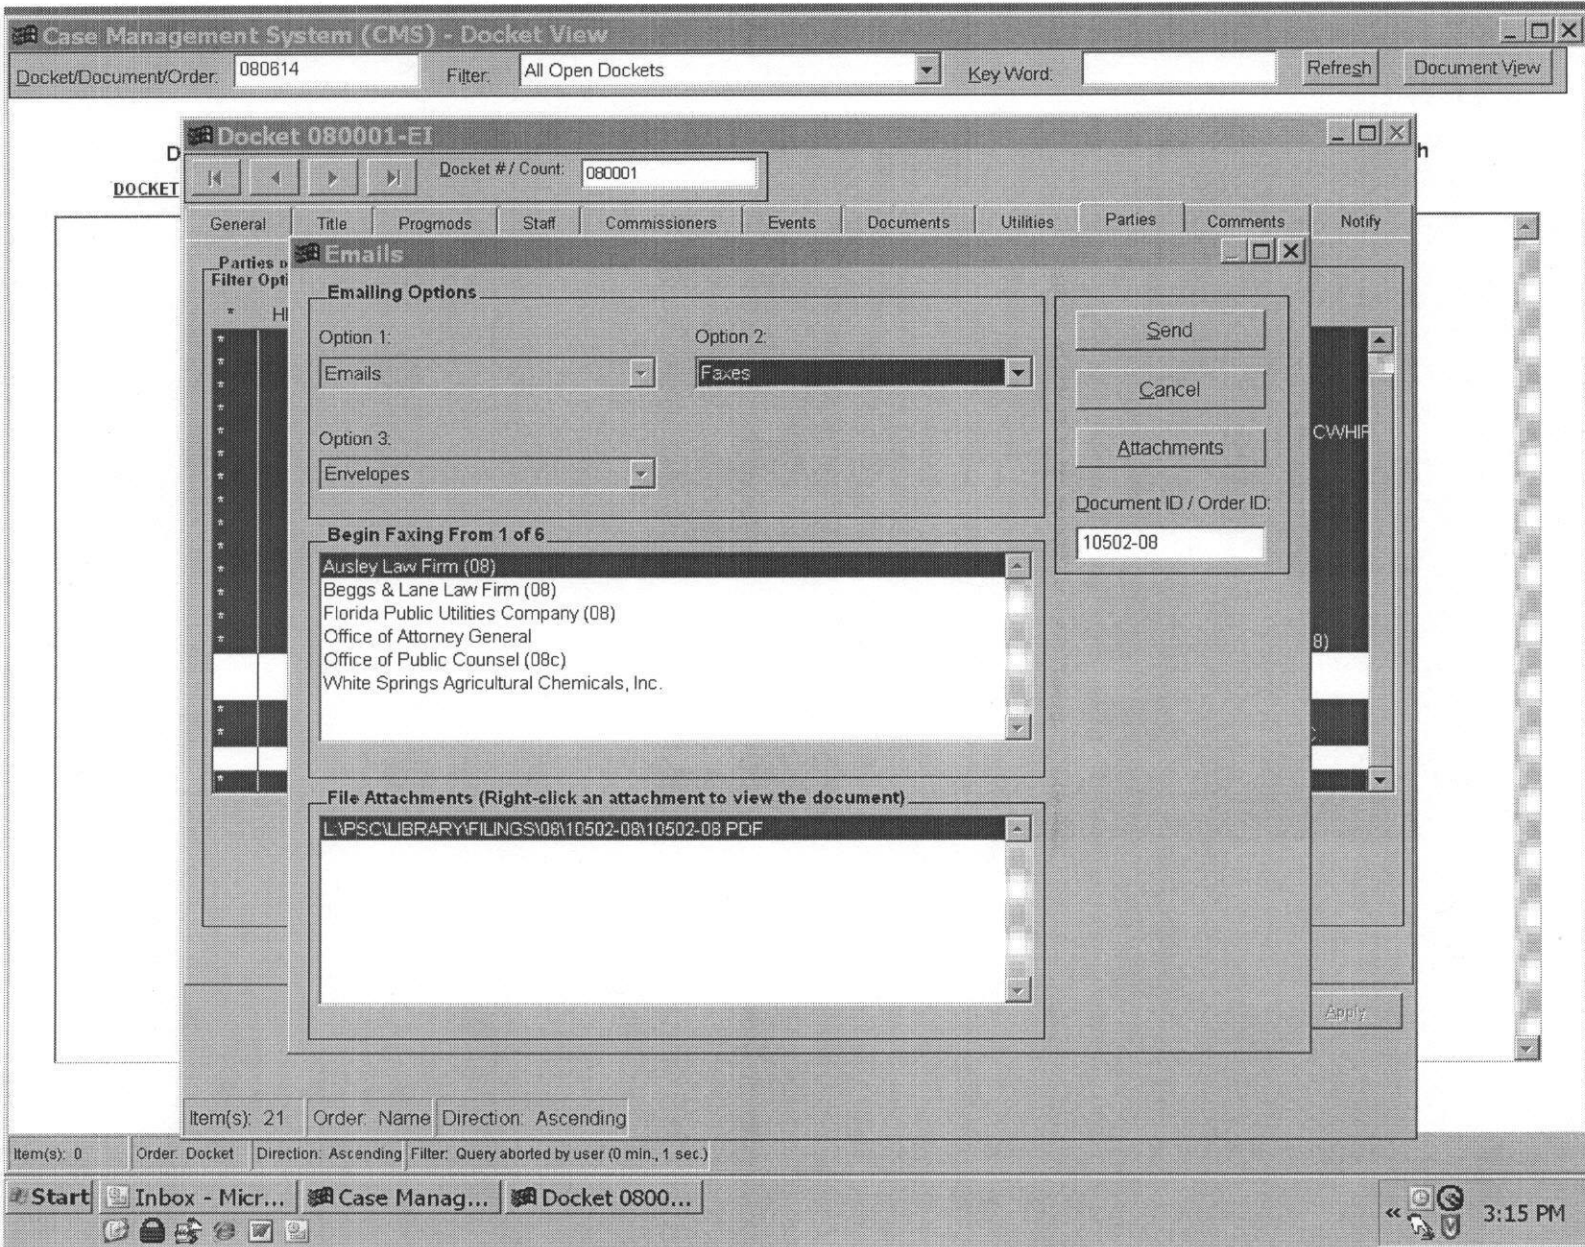 Case Management System (CMS) - Docket View
Docket/Document/Order: 080614 Filter: All Open Dockets Key Word: Refresh Document View
Docket 080001-EI
D h
DOCKET
Docket # / Count: 080001
General Title Progmods Staff Commissioners Events Documents Utilities Parties Comments Notify
Parties
Filter Opti
Emails
* HI
Emailing Options
Option 1: Option 2:
Emails Faxes
Option 3:
Envelopes
Send
Cancel
Attachments
Document ID / Order ID:
10502-08
CWHIF
8)
Begin Faxing From 1 of 6
Ausley Law Firm (08)
Beggs & Lane Law Firm (08)
Florida Public Utilities Company (08)
Office of Attorney General
Office of Public Counsel (08c)
White Springs Agricultural Chemicals, Inc.
File Attachments (Right-click an attachment to view the document)
L:\PSC\LIBRARY\FILINGS\08\10502-08\10502-08.PDF
Apply
Item(s): 21 Order: Name Direction: Ascending
Item(s): 0 Order: Docket Direction: Ascending Filter: Query aborted by user (0 min., 1 sec.)
Start Inbox - Micr... Case Manag... Docket 0800... « 3:15 PM